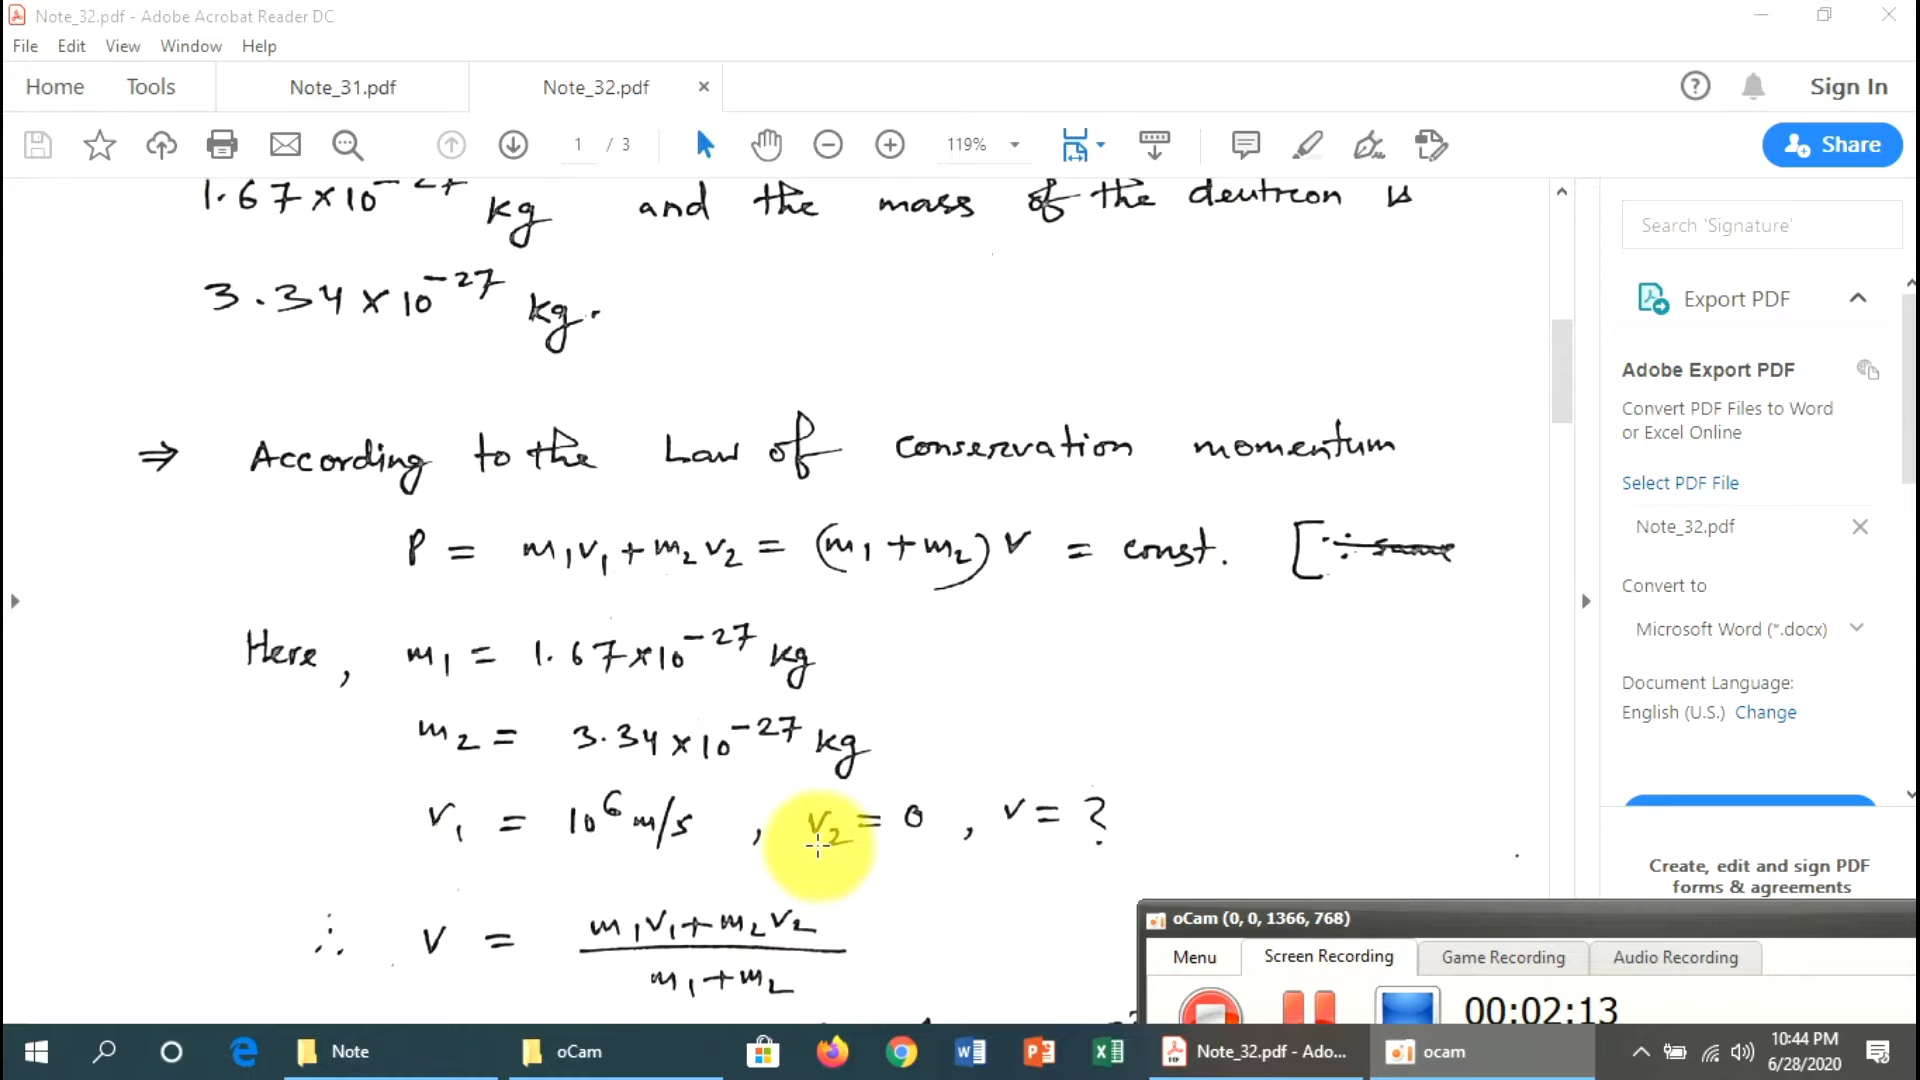 Note_32.pdf - Adobe Acrobat Reader DC
File Edit View Window Help
Home Tools Note_31.pdf Note_32.pdf × Sign In
1 / 3 119% Share
1.67×10⁻²⁷ kg and the mass of the deutron is
3.34×10⁻²⁷ kg.
⇒ According to the Law of conservation momentum
P = m₁v₁+m₂v₂ = (m₁+m₂)v = const. [∵ same
Here, m₁ = 1.67×10⁻²⁷ kg
m₂ = 3.34×10⁻²⁷ kg
v₁ = 10⁶ m/s , v₂ = 0 , v = ?
∴ v = m₁v₁+m₂v₂
m₁+m₂
Search 'Signature'
Export PDF
Adobe Export PDF
Convert PDF Files to Word
or Excel Online
Select PDF File
Note_32.pdf
Convert to
Microsoft Word (*.docx)
Document Language:
English (U.S.) Change
Create, edit and sign PDF
forms & agreements
oCam (0, 0, 1366, 768)
Menu Screen Recording Game Recording Audio Recording
00:02:13
Note oCam Note_32.pdf - Ado... ocam
10:44 PM
6/28/2020